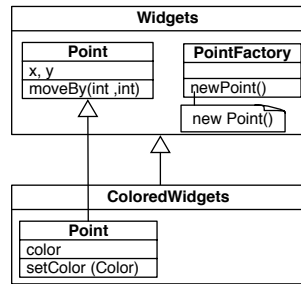 Widgets
Point
x, y
moveBy(int ,int)
PointFactory
newPoint()
new Point()
ColoredWidgets
Point
color
setColor (Color)